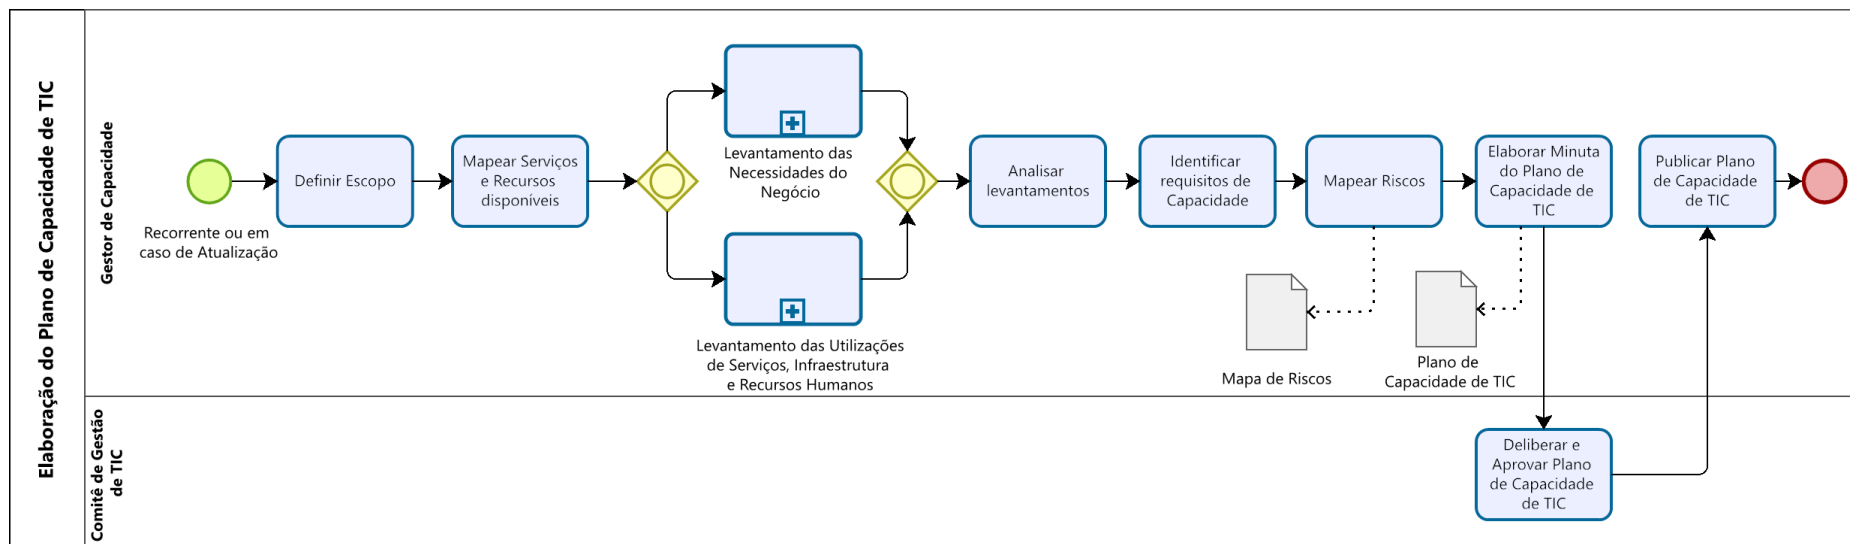 Elaboração do Plano de Capacidade de TIC
Gestor de Capacidade
Recorrente ou em
caso de Atualização
Definir Escopo
Mapear Serviços
e Recursos
disponíveis
Levantamento das
Necessidades do
Negócio
Levantamento das Utilizações
de Serviços, Infraestrutura
e Recursos Humanos
Analisar
levantamentos
Identificar
requisitos de
Capacidade
Mapear Riscos
Mapa de Riscos
Elaborar Minuta
do Plano de
Capacidade de
TIC
Plano de
Capacidade de TIC
Publicar Plano
de Capacidade
de TIC
Comitê de Gestão
de TIC
Deliberar e
Aprovar Plano
de Capacidade
de TIC